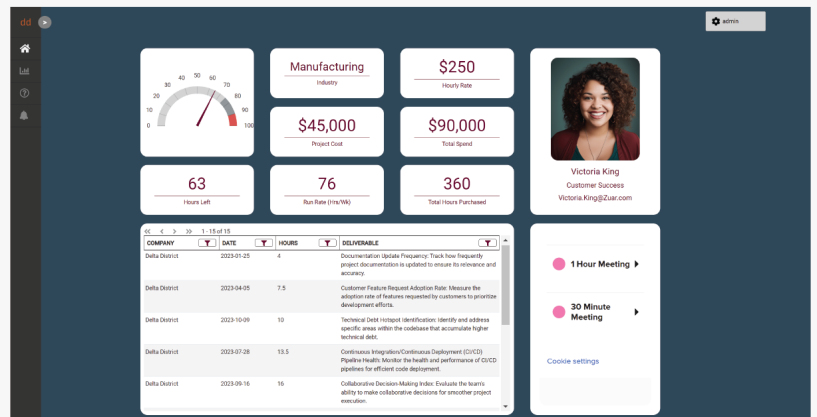 dd
>
admin
0
10
20
30
40
50
60
70
80
90
100
Manufacturing
Industry
$250
Hourly Rate
$45,000
Project Cost
$90,000
Total Spend
63
Hours Left
76
Run Rate (Hrs/Wk)
360
Total Hours Purchased
Victoria King
Customer Success
Victoria.King@Zuar.com
1 - 15 of 15
COMPANY DATE HOURS DELIVERABLE
Delta District 2023-01-25 4 Documentation Update Frequency: Track how frequently
project documentation is updated to ensure its relevance and
accuracy.
Delta District 2023-04-05 7.5 Customer Feature Request Adoption Rate: Measure the
adoption rate of features requested by customers to prioritize
development efforts.
Delta District 2023-10-09 10 Technical Debt Hotspot Identification: Identify and address
specific areas within the codebase that accumulate higher
technical debt.
Delta District 2023-07-28 13.5 Continuous Integration/Continuous Deployment (CI/CD)
Pipeline Health: Monitor the health and performance of CI/CD
pipelines for efficient code deployment.
Delta District 2023-09-16 16 Collaborative Decision-Making Index: Evaluate the team's
ability to make collaborative decisions for smoother project
execution.
1 Hour Meeting
30 Minute
Meeting
Cookie settings